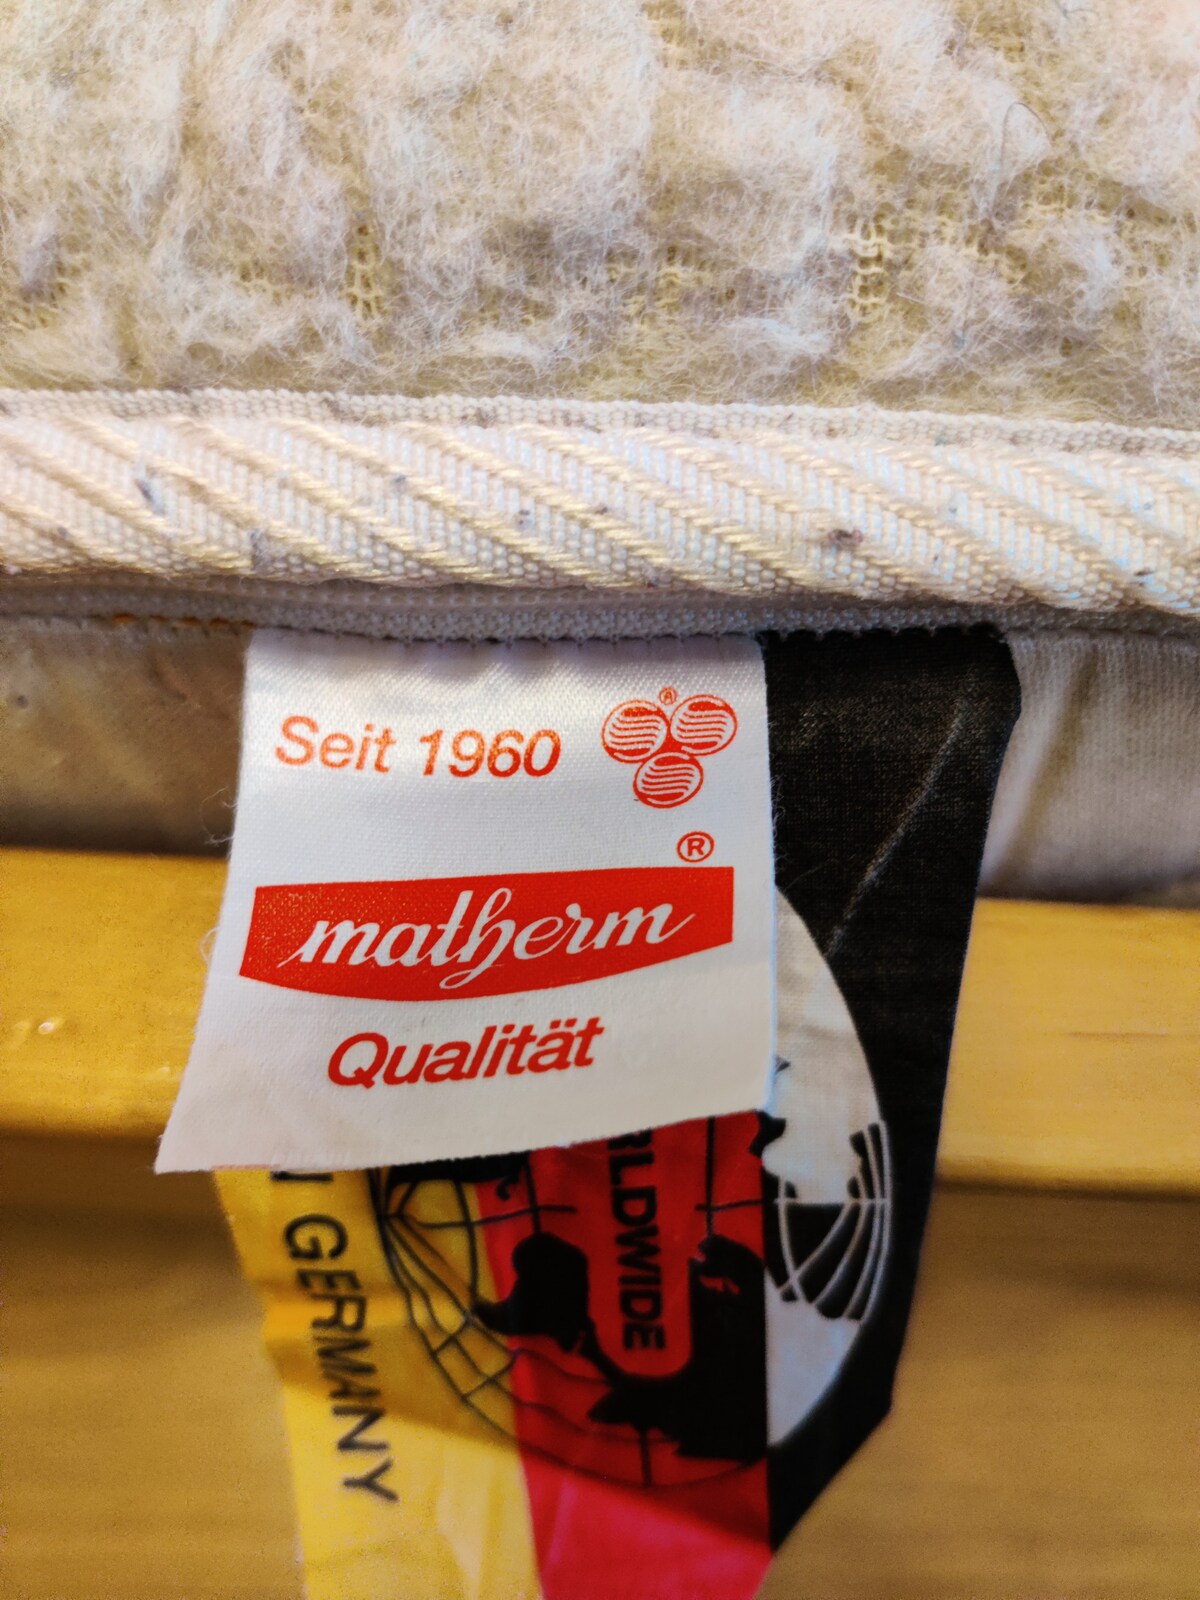 Seit 1960
®
matherm
Qualität
GERMANY